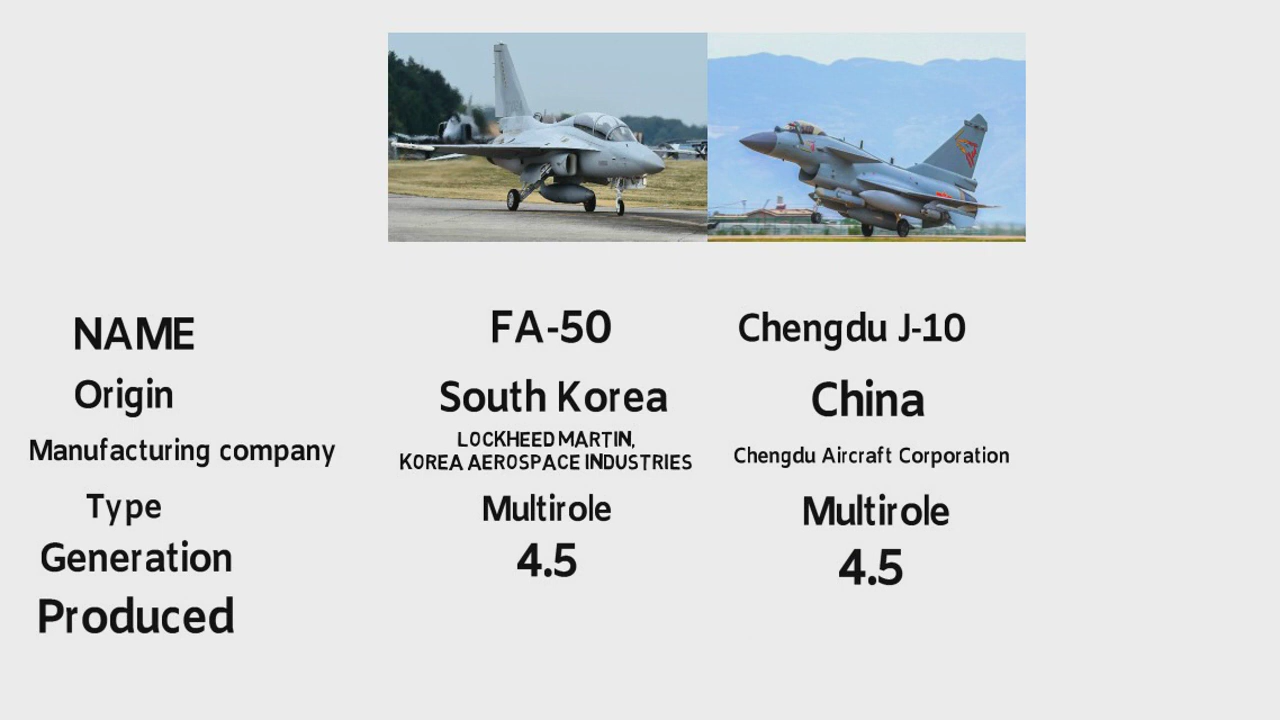 NAME FA-50 Chengdu J-10
Origin South Korea China
Manufacturing company LOCKHEED MARTIN, KOREA AEROSPACE INDUSTRIES Chengdu Aircraft Corporation
Type Multirole Multirole
Generation 4.5 4.5
Produced